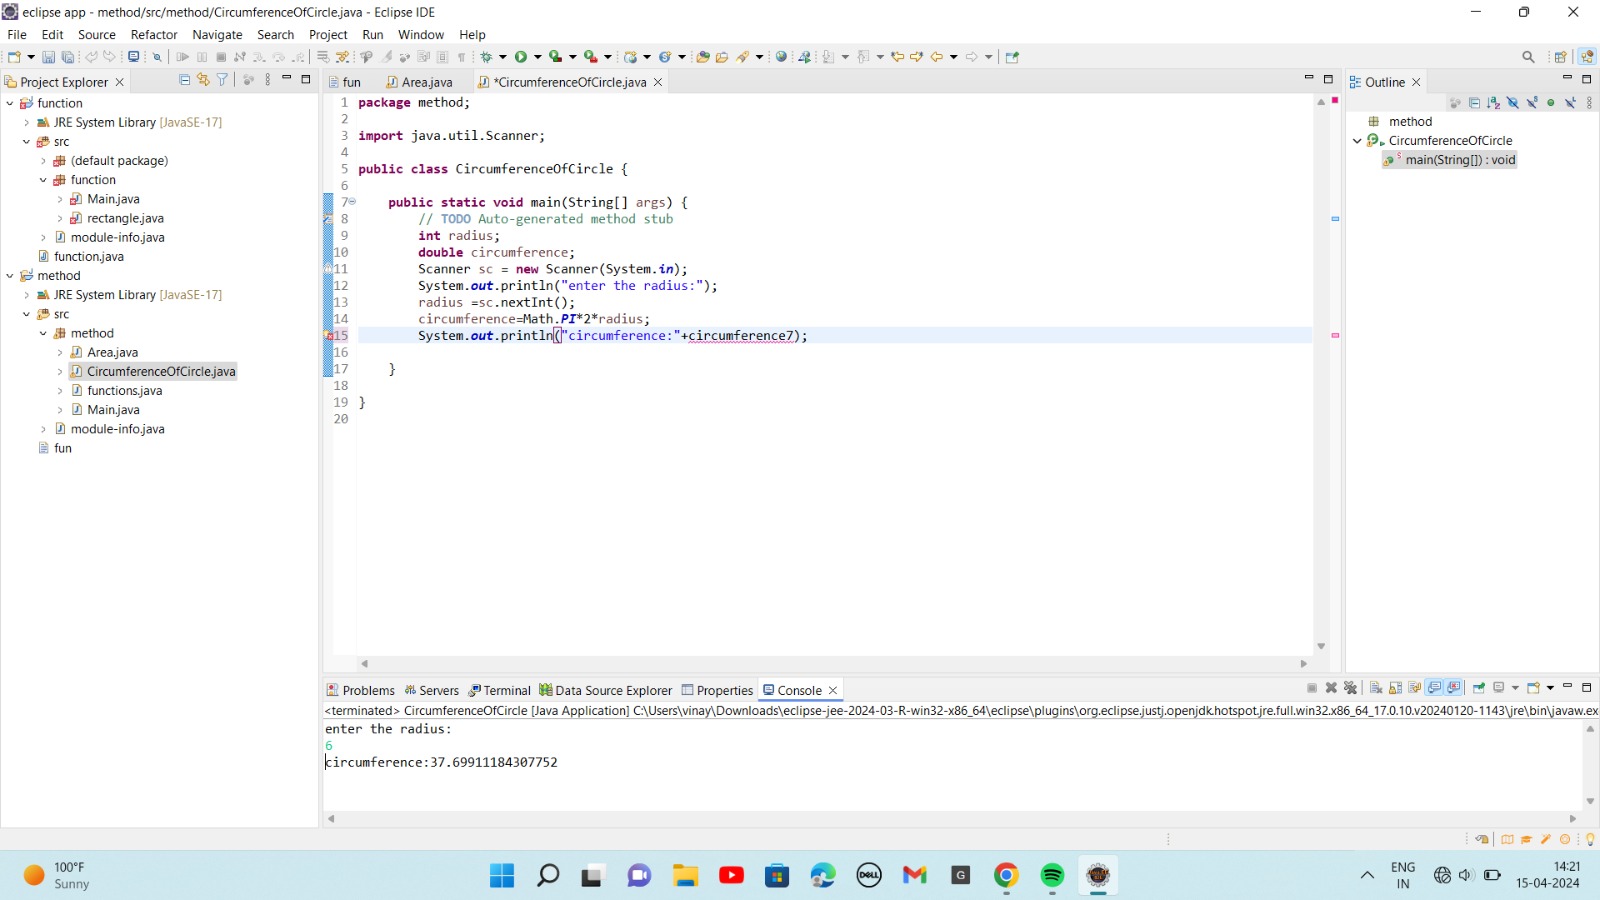 eclipse app - method/src/method/CircumferenceOfCircle.java - Eclipse IDE
File Edit Source Refactor Navigate Search Project Run Window Help
Project Explorer
function
JRE System Library [JavaSE-17]
src
(default package)
function
Main.java
rectangle.java
module-info.java
function.java
method
JRE System Library [JavaSE-17]
src
method
Area.java
CircumferenceOfCircle.java
functions.java
Main.java
module-info.java
fun
fun Area.java *CircumferenceOfCircle.java
1 package method;
2
3 import java.util.Scanner;
4
5 public class CircumferenceOfCircle {
6
7 public static void main(String[] args) {
8 // TODO Auto-generated method stub
9 int radius;
10 double circumference;
11 Scanner sc = new Scanner(System.in);
12 System.out.println("enter the radius:");
13 radius =sc.nextInt();
14 circumference=Math.PI*2*radius;
15 System.out.println("circumference:"+circumference7);
16
17 }
18
19 }
20
Outline
method
CircumferenceOfCircle
main(String[]) : void
Problems Servers Terminal Data Source Explorer Properties Console
<terminated> CircumferenceOfCircle [Java Application] C:\Users\vinay\Downloads\eclipse-jee-2024-03-R-win32-x86_64\eclipse\plugins\org.eclipse.justj.openjdk.hotspot.jre.full.win32.x86_64_17.0.10.v20240120-1143\jre\bin\javaw.ex
enter the radius:
6
circumference:37.69911184307752
100°F
Sunny
DELL
G
ENG
IN
14:21
15-04-2024